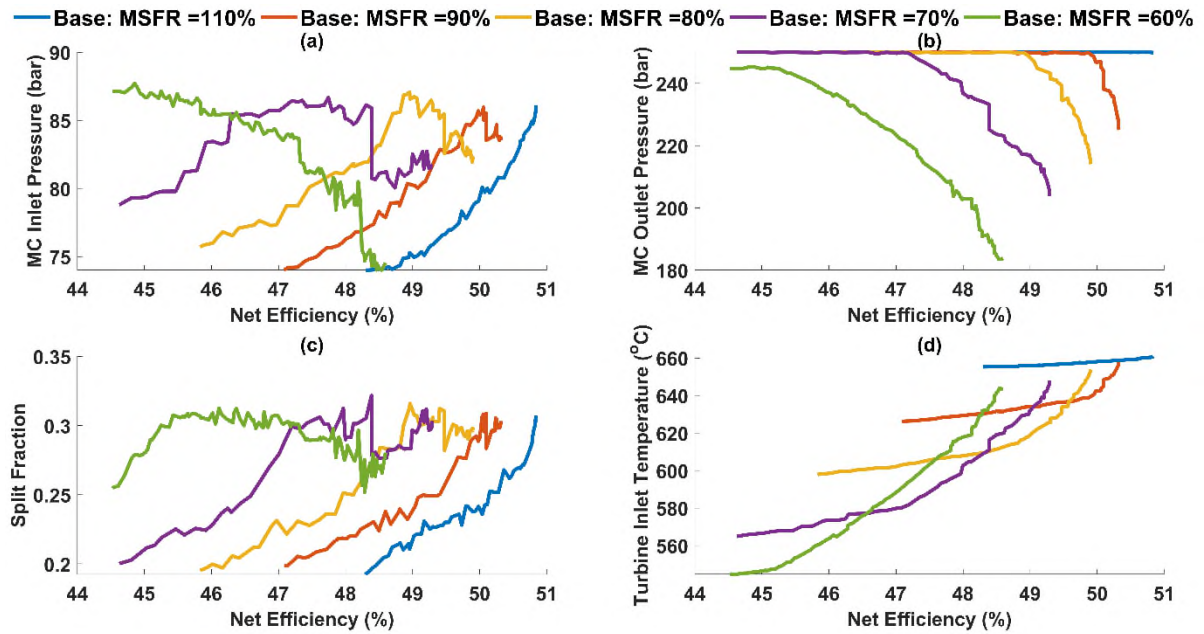 Base: MSFR =110% Base: MSFR =90% Base: MSFR =80% Base: MSFR =70% Base: MSFR =60%
(a)
90
85
80
75
MC Inlet Pressure (bar)
44 45 46 47 48 49 50 51
Net Efficiency (%)
(b)
240
220
200
180
MC Outlet Pressure (bar)
44 45 46 47 48 49 50 51
Net Efficiency (%)
(c)
0.35
0.3
0.25
0.2
Split Fraction
44 45 46 47 48 49 50 51
Net Efficiency (%)
(d)
660
640
620
600
580
560
Turbine Inlet Temperature (°C)
44 45 46 47 48 49 50 51
Net Efficiency (%)